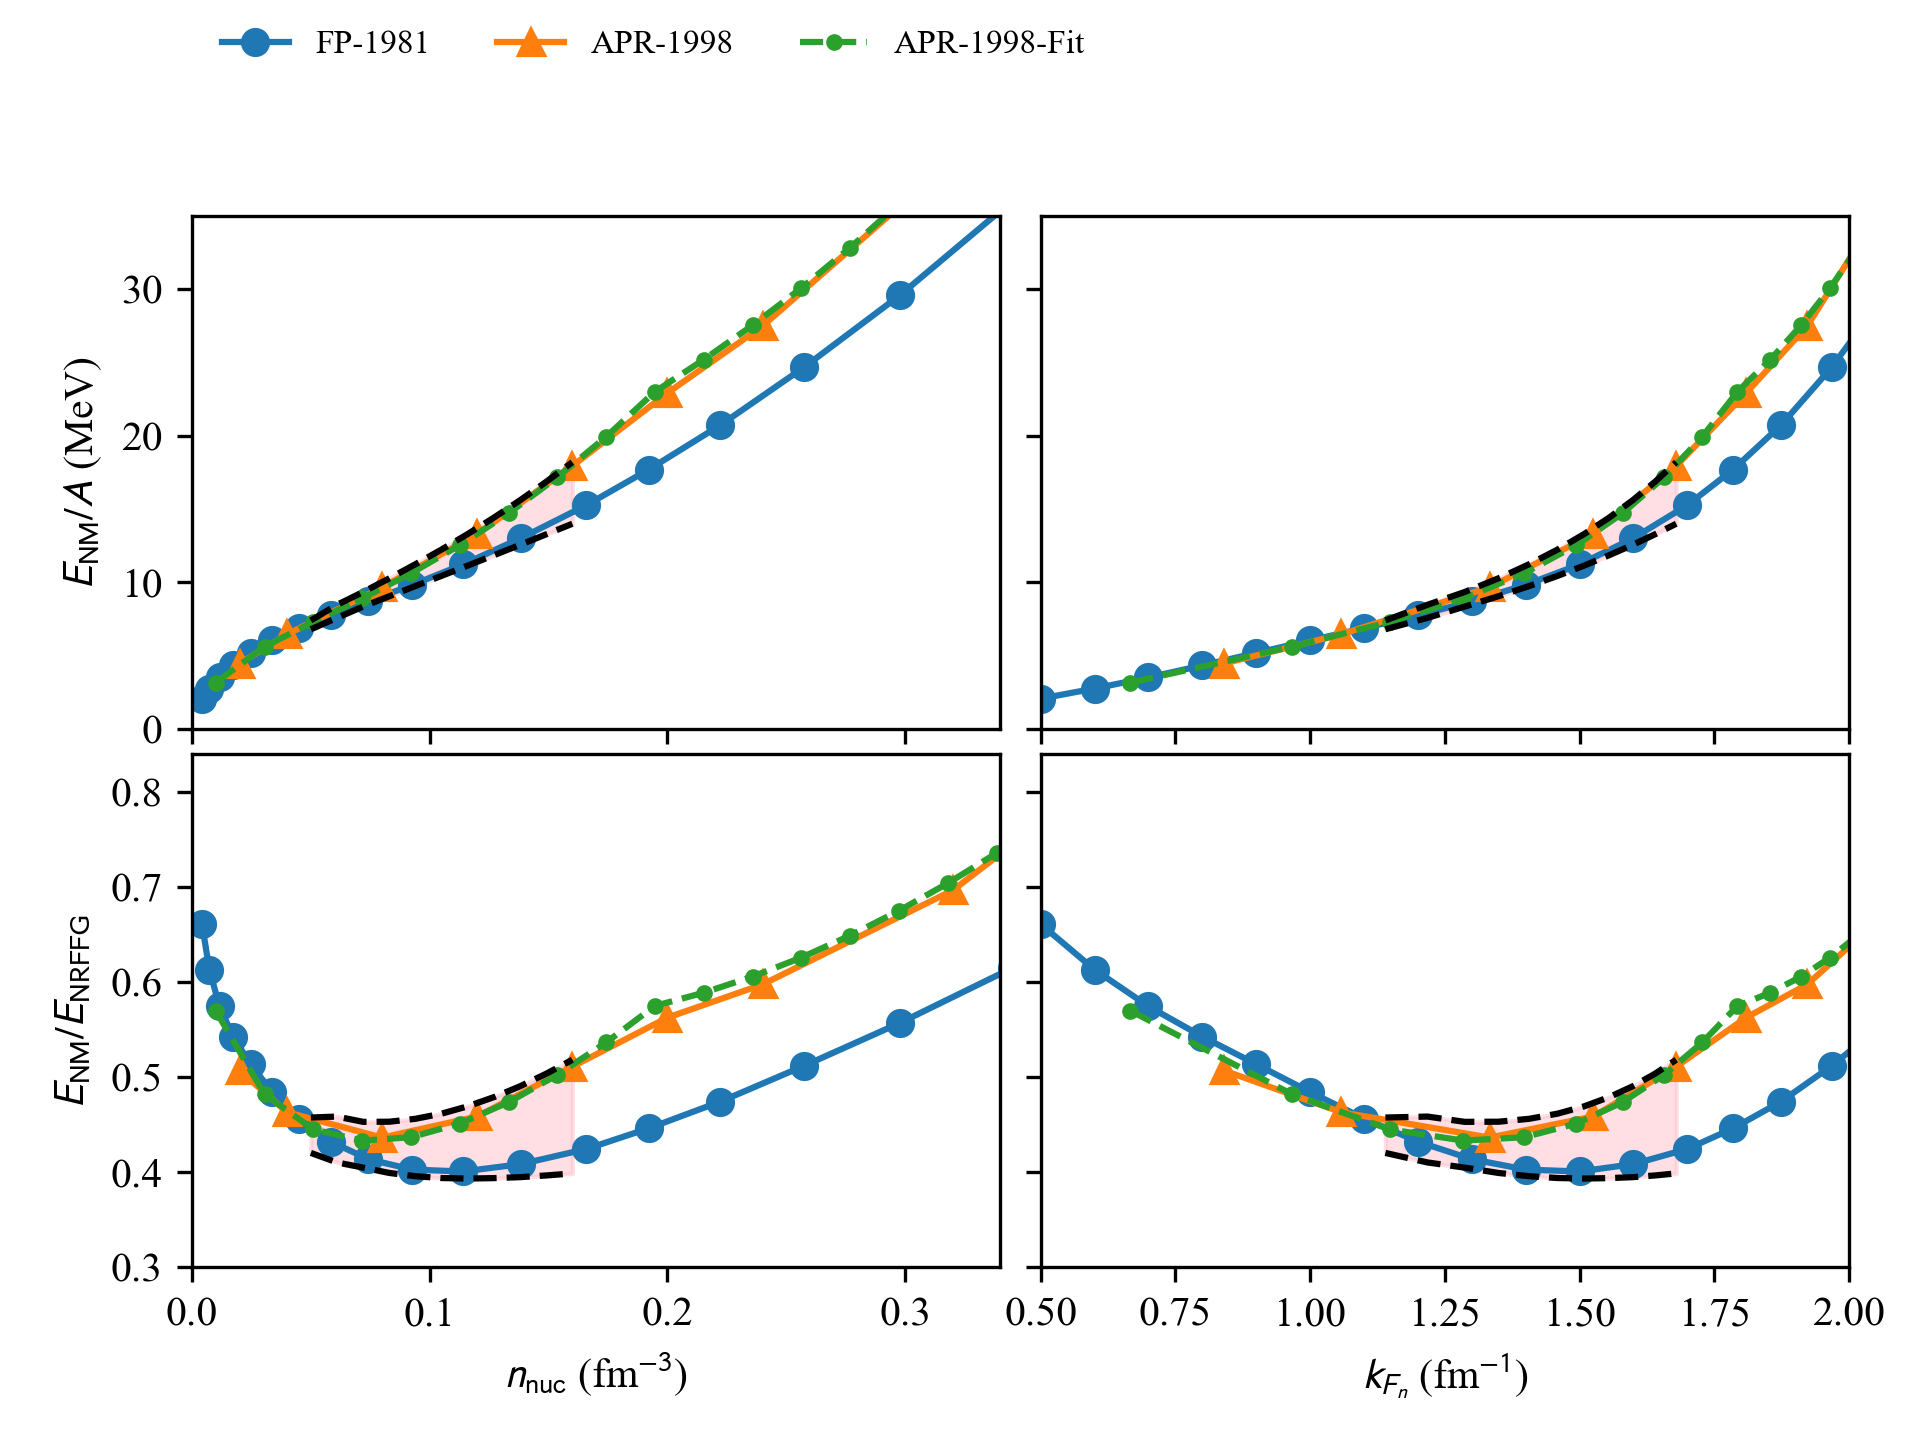 FP-1981 APR-1998 APR-1998-Fit
E_NM/A (MeV)
30
20
10
0
E_NM/E_NRFFG
0.8
0.7
0.6
0.5
0.4
0.3
0.0 0.1 0.2 0.3
n_nuc (fm⁻³)
0.50 0.75 1.00 1.25 1.50 1.75 2.00
k_{F_n} (fm⁻¹)